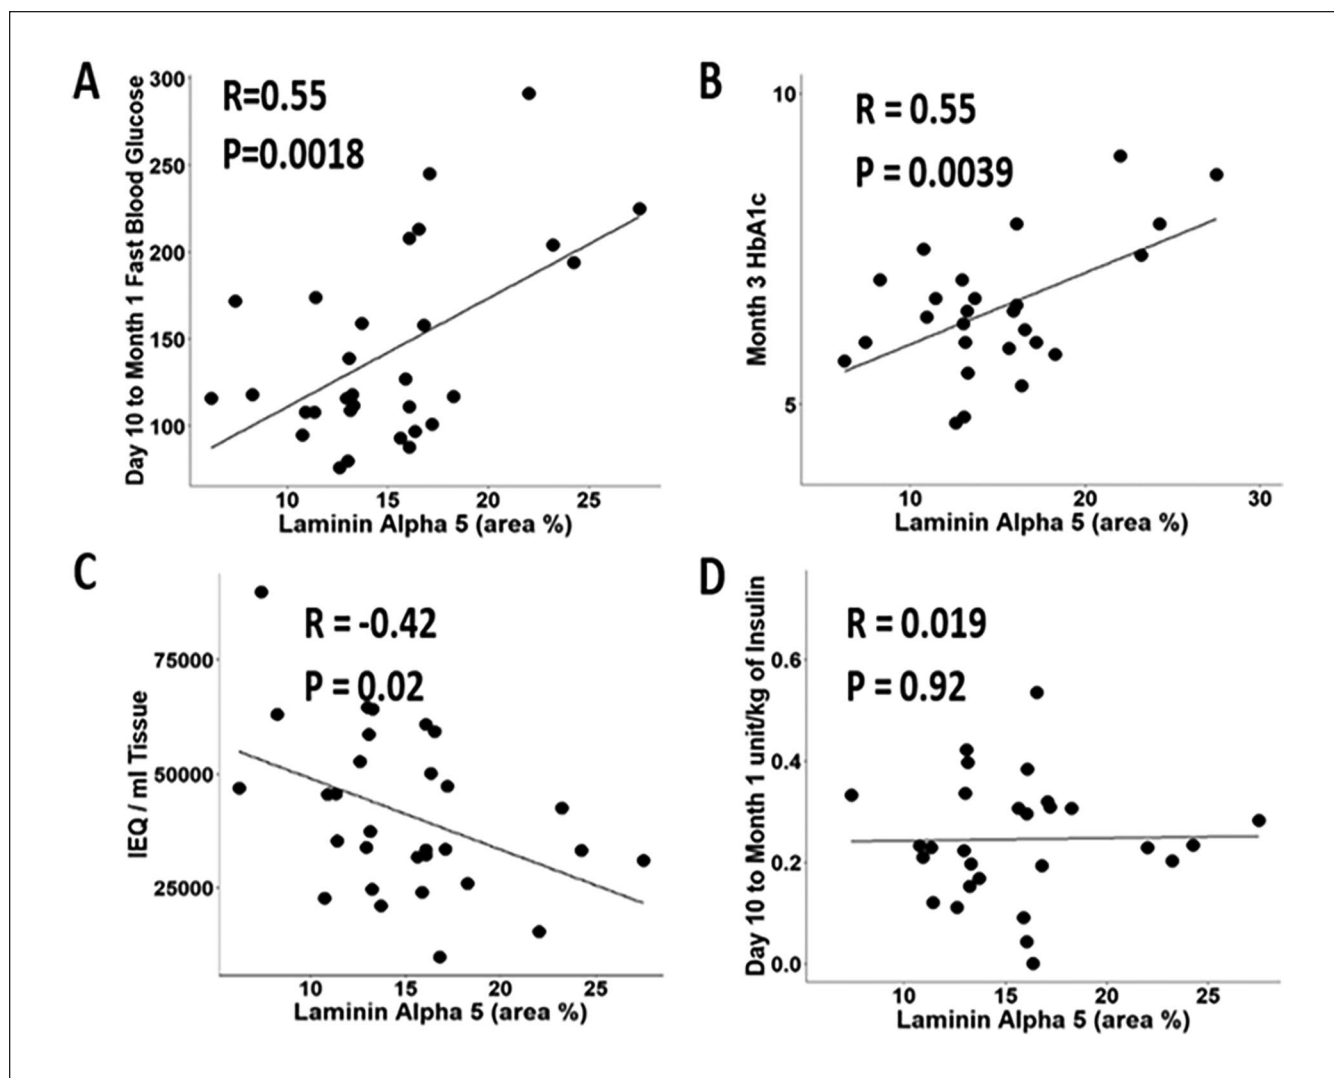 A
Day 10 to Month 1 Fast Blood Glucose
300
250
200
150
100
R=0.55
P=0.0018
10 15 20 25
Laminin Alpha 5 (area %)
B
Month 3 HbA1c
10
5
R = 0.55
P = 0.0039
10 20 30
Laminin Alpha 5 (area %)
C
IEQ / ml Tissue
75000
50000
25000
R = -0.42
P = 0.02
10 15 20 25
Laminin Alpha 5 (area %)
D
Day 10 to Month 1 unit/kg of Insulin
0.6
0.4
0.2
0.0
R = 0.019
P = 0.92
10 15 20 25
Laminin Alpha 5 (area %)